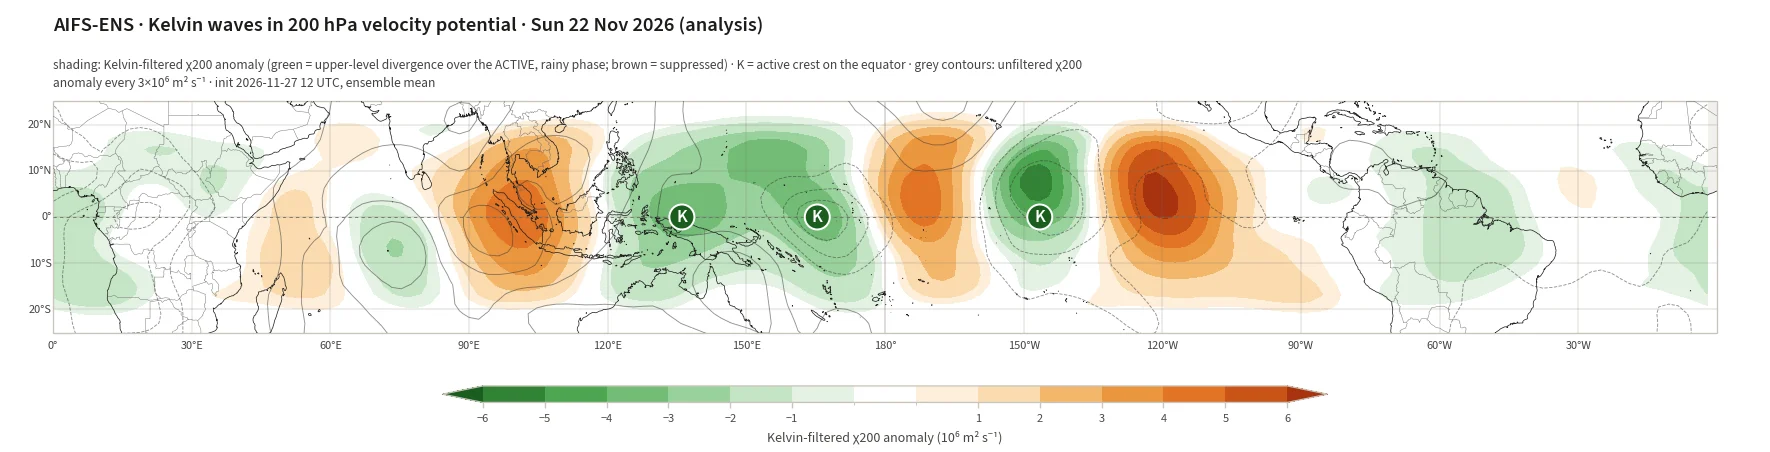 AIFS-ENS · Kelvin waves in 200 hPa velocity potential · Sun 22 Nov 2026 (analysis)
shading: Kelvin-filtered χ200 anomaly (green = upper-level divergence over the ACTIVE, rainy phase; brown = suppressed) · K = active crest on the equator · grey contours: unfiltered χ200
anomaly every 3×10⁶ m² s⁻¹ · init 2026-11-27 12 UTC, ensemble mean
20°N
10°N
0°
10°S
20°S
K K K
0° 30°E 60°E 90°E 120°E 150°E 180° 150°W 120°W 90°W 60°W 30°W
−6 −5 −4 −3 −2 −1 1 2 3 4 5 6
Kelvin-filtered χ200 anomaly (10⁶ m² s⁻¹)